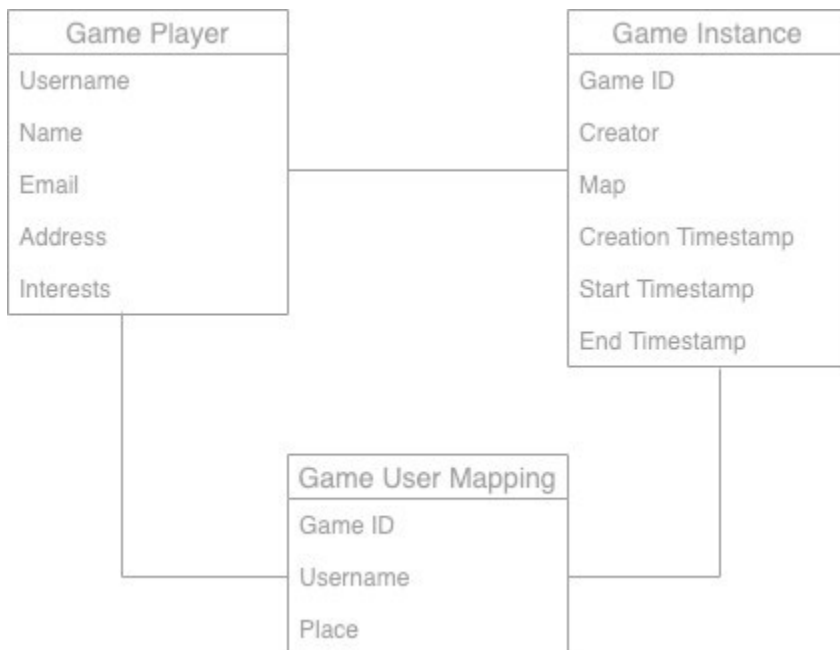 Game Player
Username
Name
Email
Address
Interests
Game Instance
Game ID
Creator
Map
Creation Timestamp
Start Timestamp
End Timestamp
Game User Mapping
Game ID
Username
Place